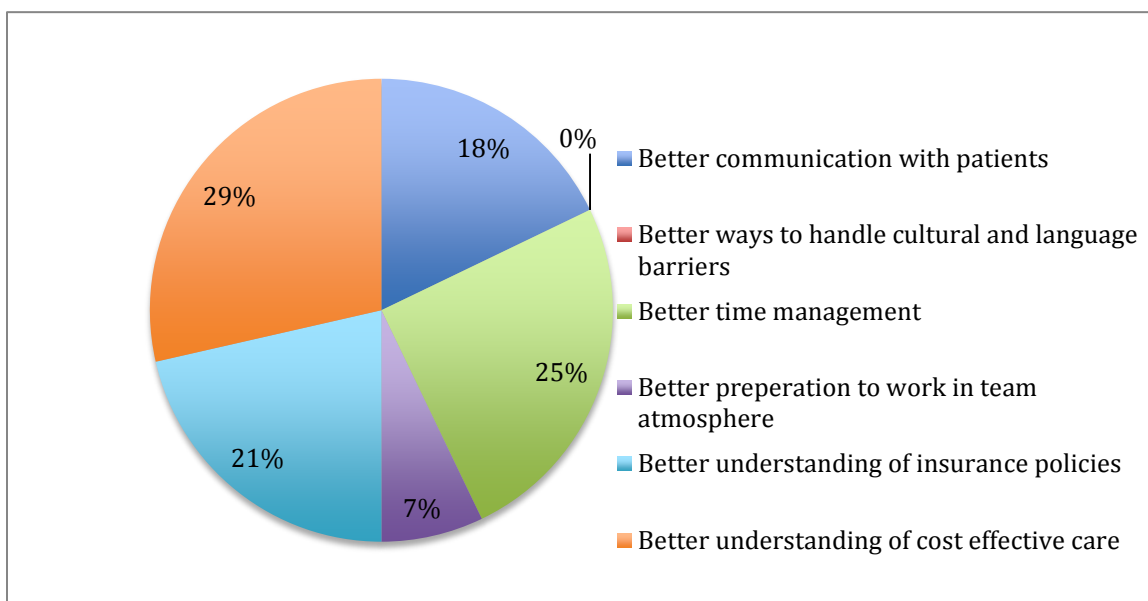 18%
0%
29%
25%
21%
7%
Better communication with patients
Better ways to handle cultural and language
barriers
Better time management
Better preperation to work in team
atmosphere
Better understanding of insurance policies
Better understanding of cost effective care